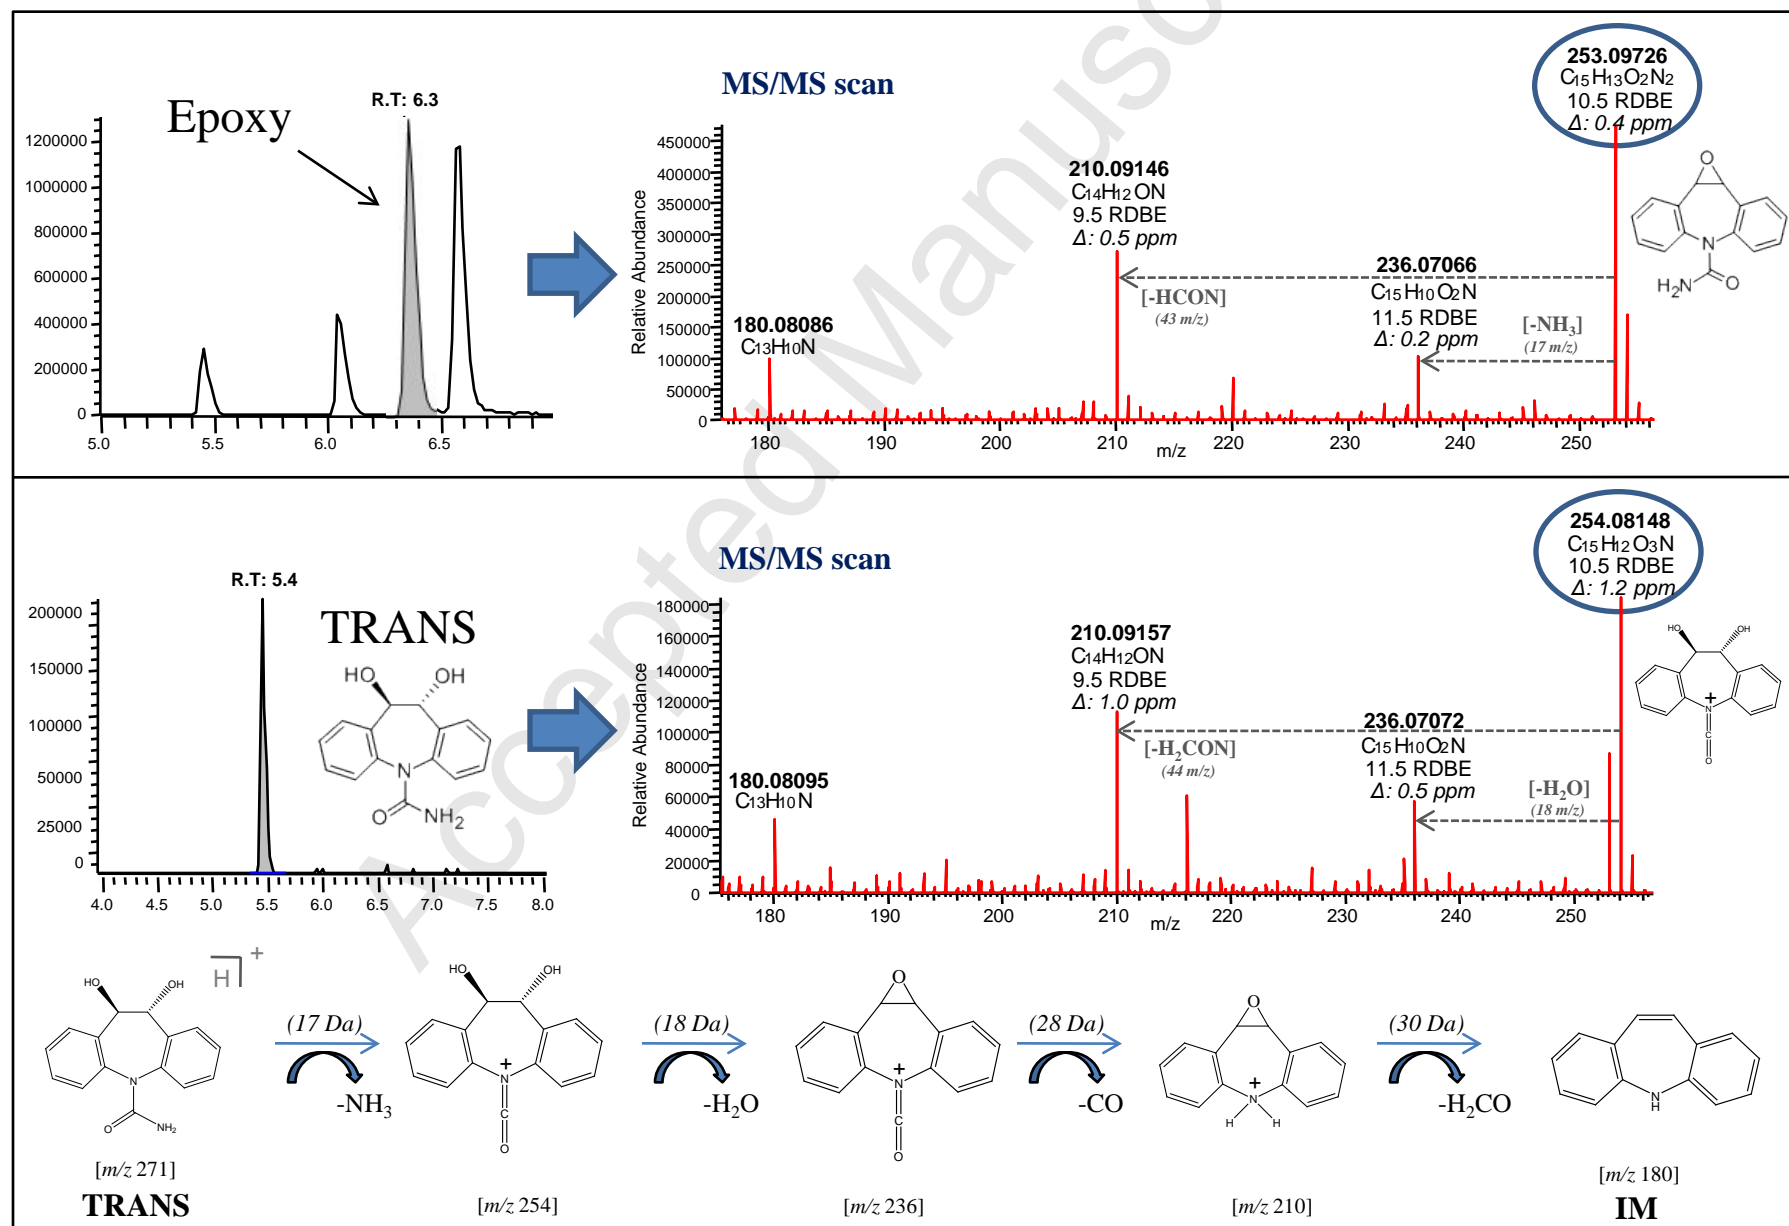 Accepted Manusc
Epoxy
R.T: 6.3
1200000
1000000
800000
600000
400000
200000
0
5.0 5.5 6.0 6.5
MS/MS scan
Relative Abundance
450000
400000
350000
300000
250000
200000
150000
100000
50000
0
180 190 200 210 220 230 240 250
m/z
180.08086
C13H10N
210.09146
C14H12ON
9.5 RDBE
Δ: 0.5 ppm
[-HCON]
(43 m/z)
236.07066
C15H10O2N
11.5 RDBE
Δ: 0.2 ppm
[-NH3]
(17 m/z)
253.09726
C15H13O2N2
10.5 RDBE
Δ: 0.4 ppm
O
N
H2N O
R.T: 5.4
TRANS
200000
150000
100000
50000
25000
0
4.0 4.5 5.0 5.5 6.0 6.5 7.0 7.5 8.0
HO OH
N
O NH2
MS/MS scan
Relative Abundance
180000
160000
140000
120000
100000
80000
60000
40000
20000
0
180 190 200 210 220 230 240 250
m/z
180.08095
C13H10N
210.09157
C14H12ON
9.5 RDBE
Δ: 1.0 ppm
[-H2CON]
(44 m/z)
236.07072
C15H10O2N
11.5 RDBE
Δ: 0.5 ppm
[-H2O]
(18 m/z)
254.08148
C15H12O3N
10.5 RDBE
Δ: 1.2 ppm
HO OH
+
N
C
O
H +
HO OH
N
O NH2
[m/z 271]
TRANS
(17 Da)
-NH3
HO OH
+
N
C
O
[m/z 254]
(18 Da)
-H2O
O
+
N
C
O
[m/z 236]
(28 Da)
-CO
O
+
N
H H
[m/z 210]
(30 Da)
-H2CO
N
H
[m/z 180]
IM